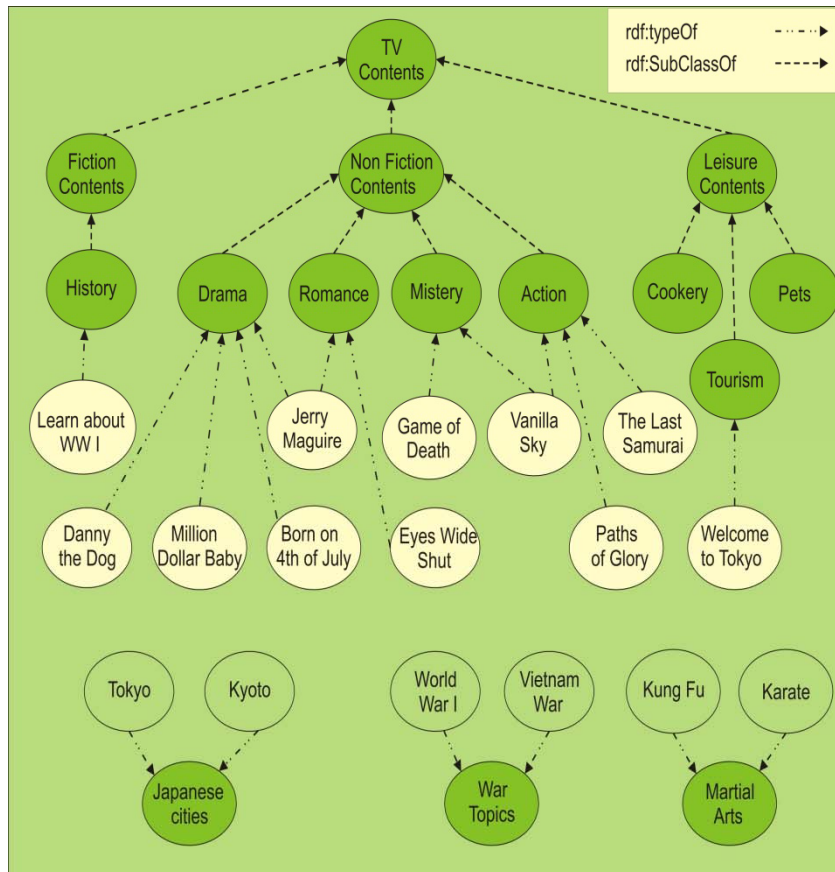 rdf:typeOf
rdf:SubClassOf
TV
Contents
Fiction
Contents
Non Fiction
Contents
Leisure
Contents
History
Drama
Romance
Mistery
Action
Cookery
Pets
Tourism
Learn about
WW I
Jerry
Maguire
Game of
Death
Vanilla
Sky
The Last
Samurai
Danny
the Dog
Million
Dollar Baby
Born on
4th of July
Eyes Wide
Shut
Paths
of Glory
Welcome
to Tokyo
Tokyo
Kyoto
World
War I
Vietnam
War
Kung Fu
Karate
Japanese
cities
War
Topics
Martial
Arts